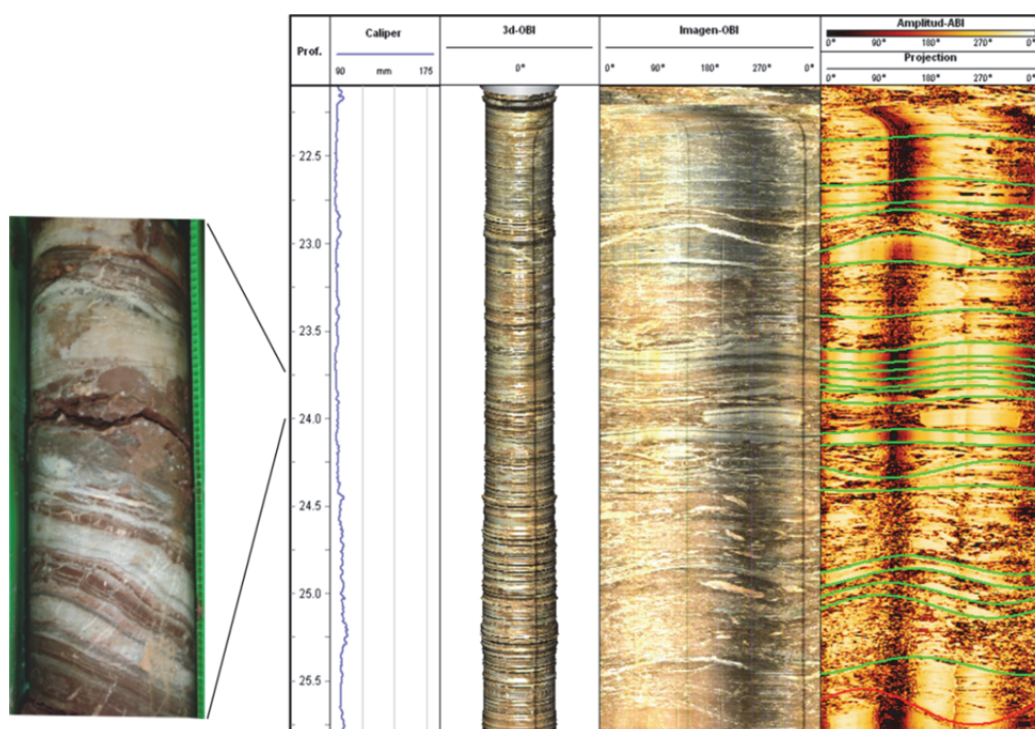 Prof.
Caliper
90 mm 175
3d-OBI
0°
Imagen-OBI
0° 90° 180° 270° 0°
Amplitud-ABI
0° 90° 180° 270° 0°
Projection
0° 90° 180° 270° 0°
22.5
23.0
23.5
24.0
24.5
25.0
25.5